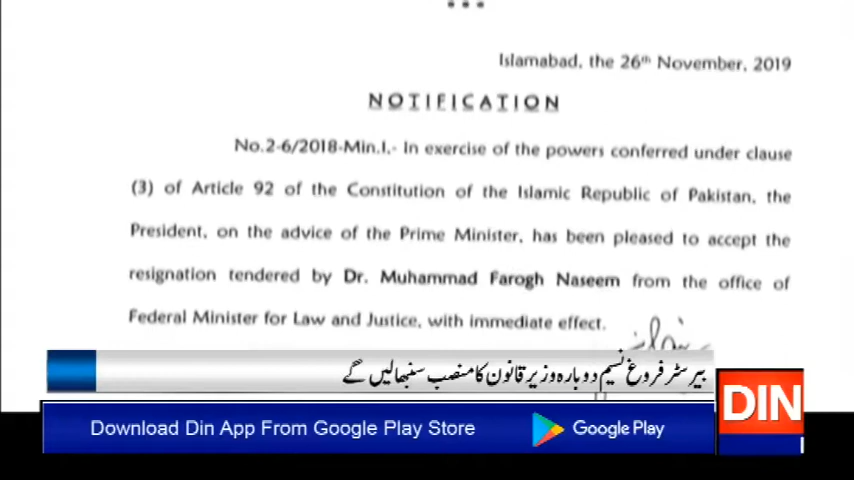 Islamabad, the 26th November, 2019
NOTIFICATION
No.2-6/2018-Min.I.- In exercise of the powers conferred under clause
(3) of Article 92 of the Constitution of the Islamic Republic of Pakistan, the
President, on the advice of the Prime Minister, has been pleased to accept the
resignation tendered by Dr. Muhammad Farogh Naseem from the office of
Federal Minister for Law and Justice, with immediate effect.
بیرسٹر فروغ نسیم دوبارہ وزیر قانون کا منصب سنبھالیں گے
Download Din App From Google Play Store
Google Play
DIN